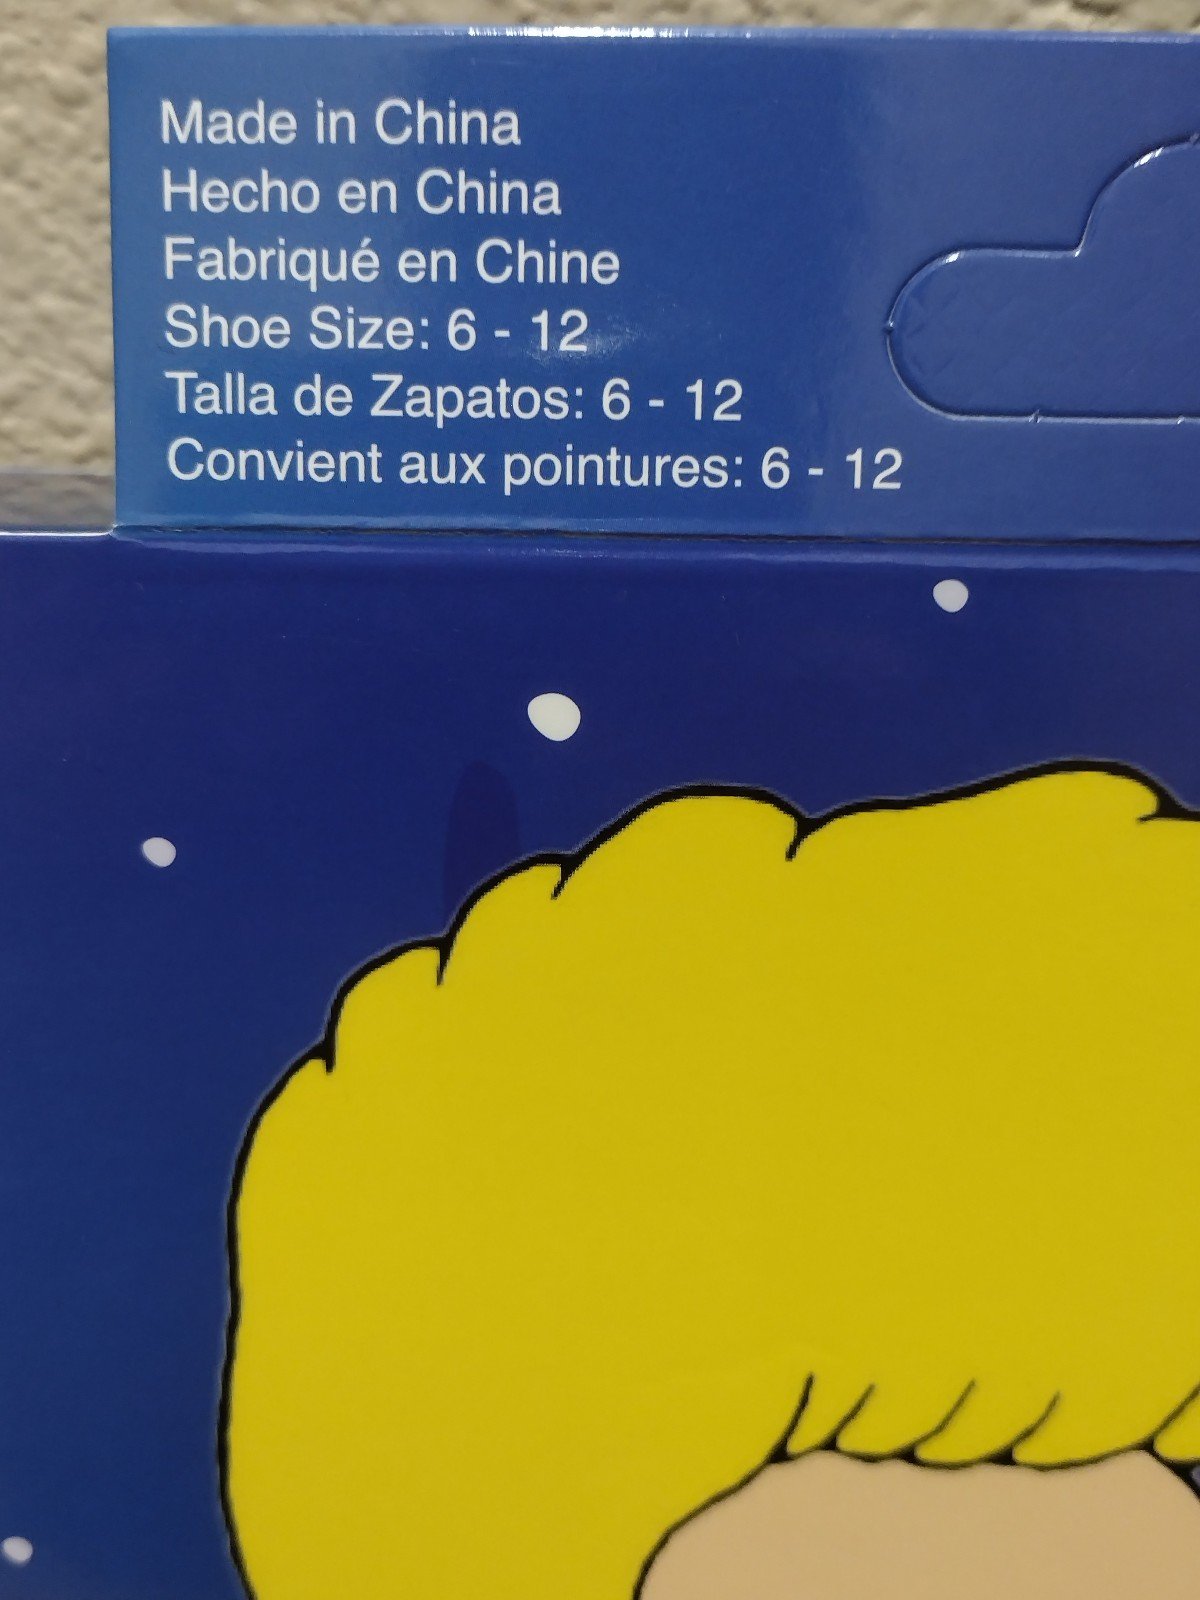 Made in China
Hecho en China
Fabriqué en Chine
Shoe Size: 6 - 12
Talla de Zapatos: 6 - 12
Convient aux pointures: 6 - 12